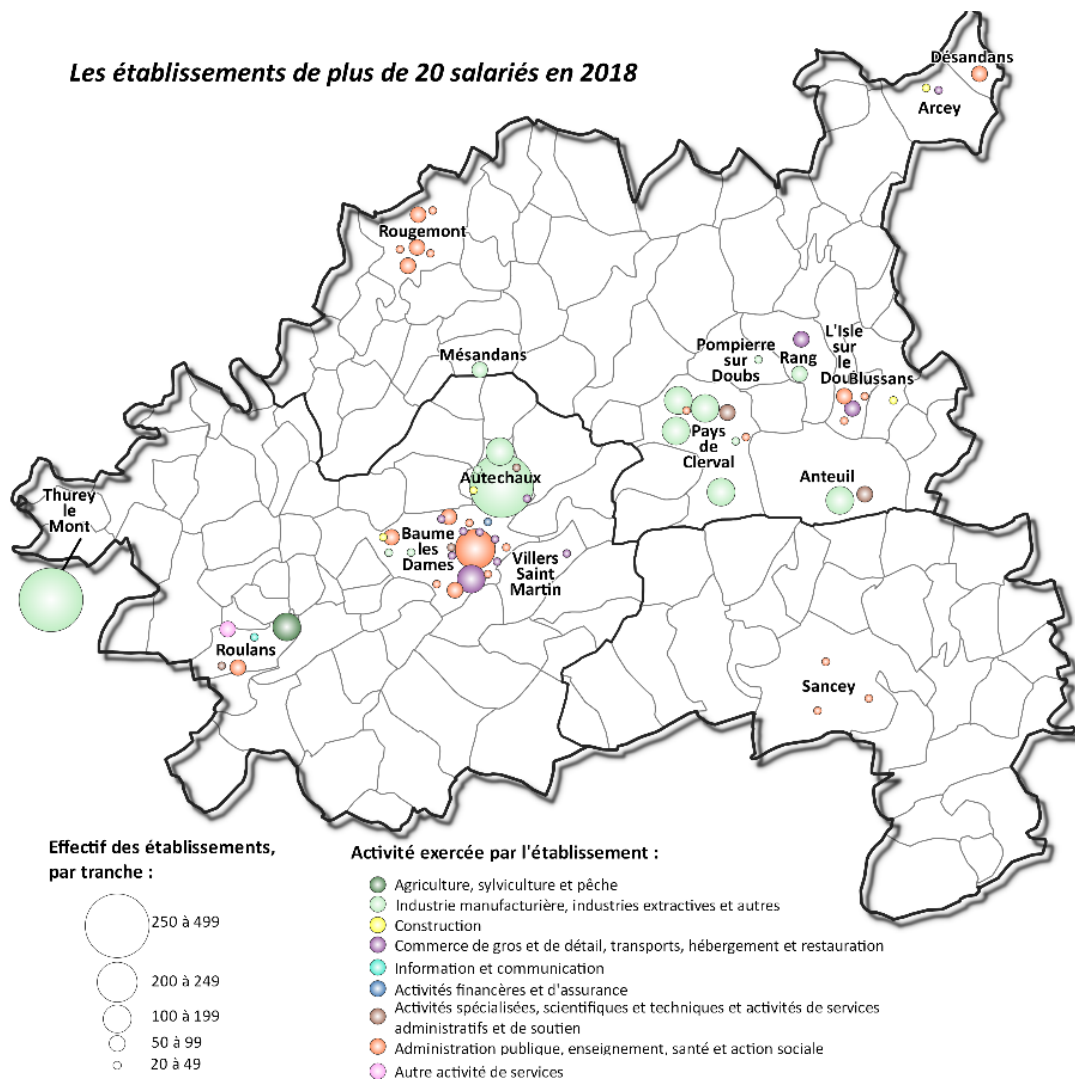 Les établissements de plus de 20 salariés en 2018
Désandans
Arcey
Rougemont
Mésandans
Pompierre
sur
Doubs
Rang
L'Isle
sur
le
Dou
Blussans
Pays
de
Clerval
Anteuil
Autechaux
Thurey
le
Mont
Baume
les
Dames
Villers
Saint
Martin
Roulans
Sancey
Effectif des établissements,
par tranche :
250 à 499
200 à 249
100 à 199
50 à 99
20 à 49
Activité exercée par l'établissement :
Agriculture, sylviculture et pêche
Industrie manufacturière, industries extractives et autres
Construction
Commerce de gros et de détail, transports, hébergement et restauration
Information et communication
Activités financères et d'assurance
Activités spécialisées, scientifiques et techniques et activités de services
administratifs et de soutien
Administration publique, enseignement, santé et action sociale
Autre activité de services